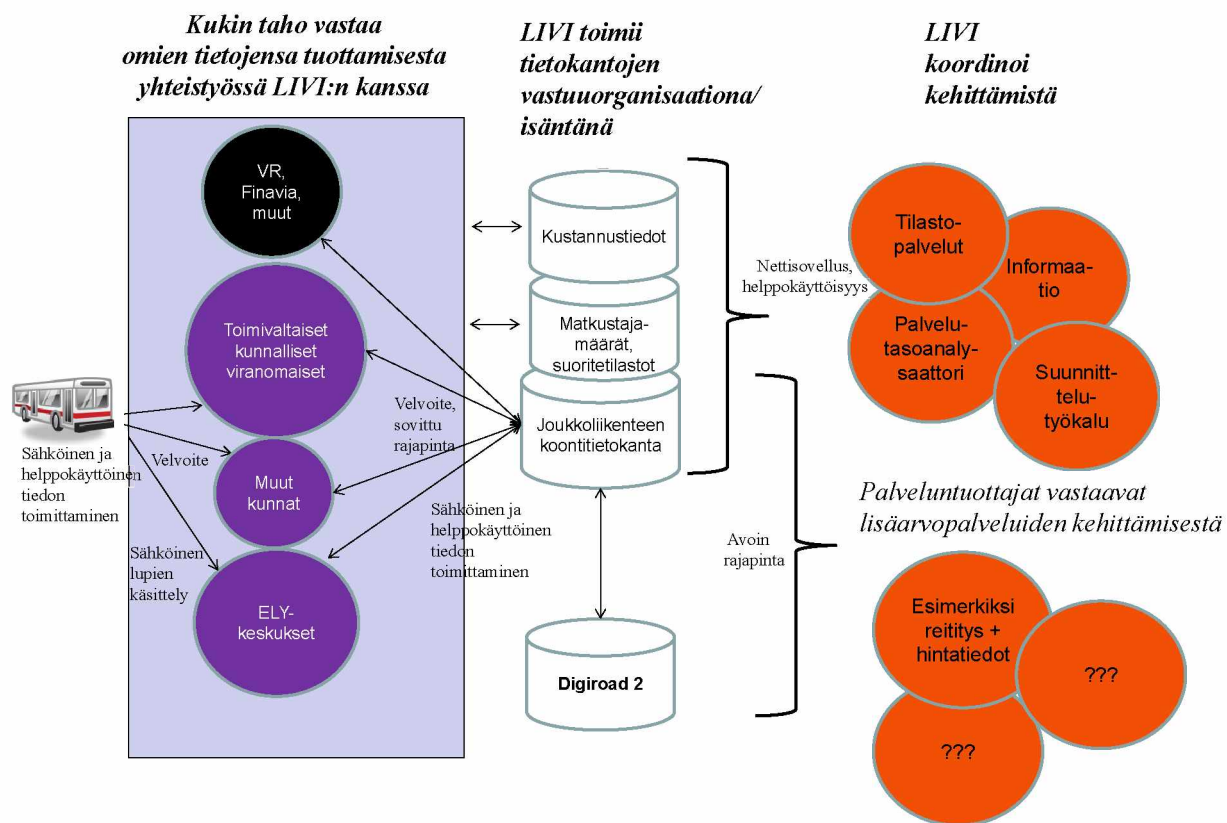 Kukin taho vastaa
omien tietojensa tuottamisesta
yhteistyössä LIVI:n kanssa
LIVI toimii
tietokantojen
vastuuorganisaationa/
isäntänä
LIVI
koordinoi
kehittämistä
VR,
Finavia,
muut
Toimivaltaiset
kunnalliset
viranomaiset
Muut
kunnat
ELY-
keskukset
Sähköinen ja
helppokäyttöinen
tiedon
toimittaminen
Velvoite
Sähköinen
lupien
käsittely
Velvoite,
sovittu
rajapinta
Sähköinen ja
helppokäyttöinen
tiedon
toimittaminen
Kustannustiedot
Matkustaja-
määrät,
suoritetilastot
Joukkoliikenteen
koontitietokanta
Digiroad 2
Nettisovellus,
helppokäyttöisyys
Avoin
rajapinta
Tilasto-
palvelut
Informaa-
tio
Palvelu-
tasoanaly-
saattori
Suunnit-
telu-
työkalu
Palveluntuottajat vastaavat
lisäarvopalveluiden kehittämisestä
Esimerkiksi
reititys +
hintatiedot
???
???